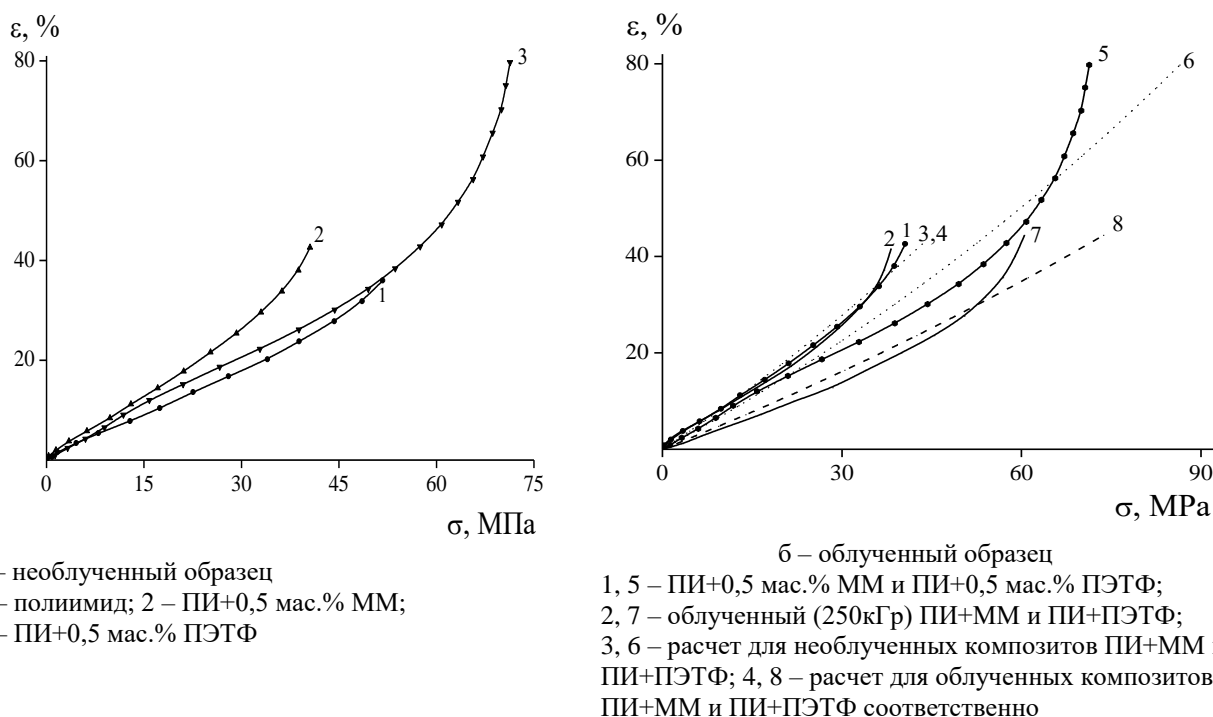 ε, %
80
60
40
20
0
15
30
45
60
75
σ, МПа
1
2
3
– необлученный образец
– полиимид; 2 – ПИ+0,5 мас.% ММ;
– ПИ+0,5 мас.% ПЭТФ
ε, %
80
60
40
20
0
30
60
90
σ, MPa
5
6
2
1
3,4
7
8
б – облученный образец
1, 5 – ПИ+0,5 мас.% ММ и ПИ+0,5 мас.% ПЭТФ;
2, 7 – облученный (250кГр) ПИ+ММ и ПИ+ПЭТФ;
3, 6 – расчет для необлученных композитов ПИ+ММ
ПИ+ПЭТФ; 4, 8 – расчет для облученных композитов
ПИ+ММ и ПИ+ПЭТФ соответственно